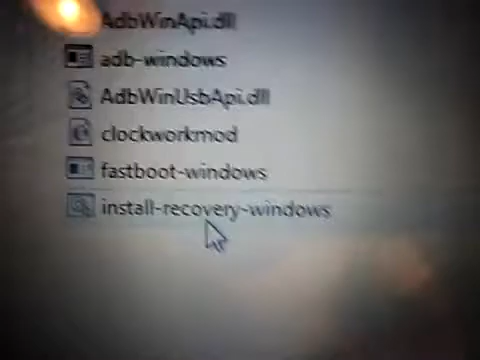 AdbWinApi.dll
adb-windows
AdbWinUsbApi.dll
clockworkmod
fastboot-windows
install-recovery-windows